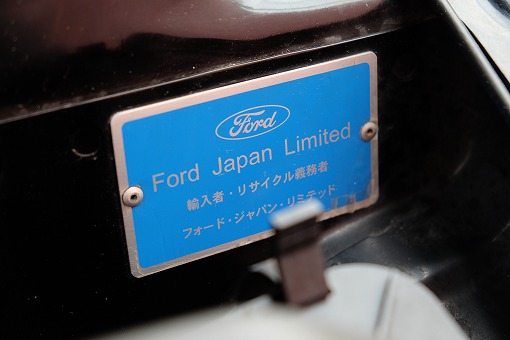 Ford
Ford Japan Limited
輸入者・リサイクル義務者
フォード・ジャパン・リミテッド